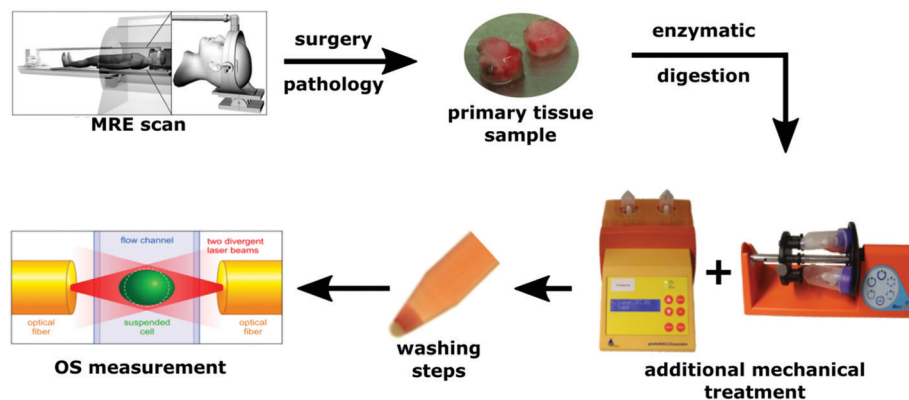 surgery
pathology
MRE scan
primary tissue
sample
enzymatic
digestion
additional mechanical
treatment
washing
steps
flow channel
two divergent
laser beams
optical
fiber
suspended
cell
optical
fiber
OS measurement